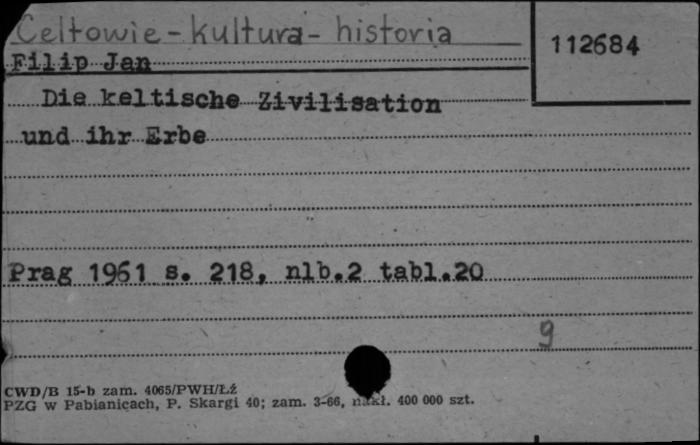 Celtowie - kultura - historia
112684
Filip Jan
Die keltische Zivilisation
und ihr Erbe
Prag 1961 s. 218, nlb.2 tabl.20
9
CWD/B 15-b zam. 4065/PWH/Łź
PZG w Pabianicach, P. Skargi 40; zam. 3-66, nakł. 400 000 szt.